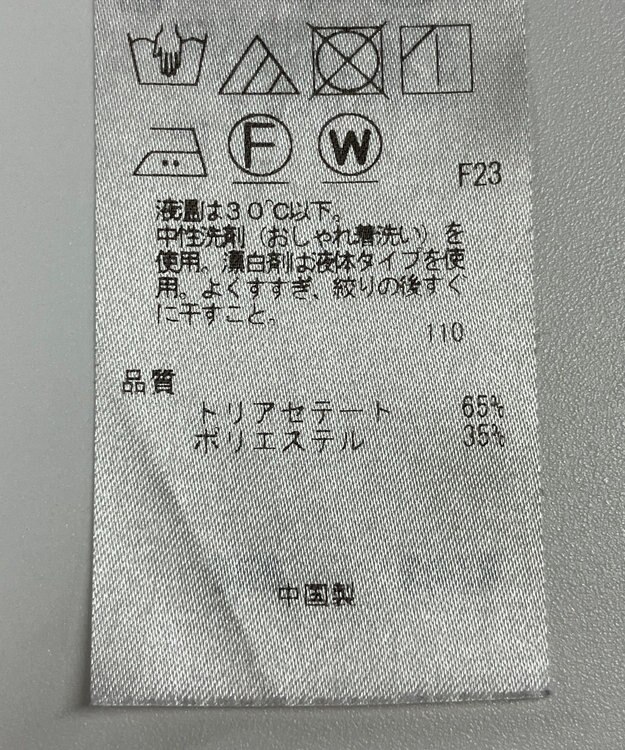 F W
F23
液温は30℃以下。
中性洗剤（おしゃれ着洗い）を
使用。漂白剤は液体タイプを使
用。よくすすぎ、絞りの後すぐ
に干すこと。
110
品質
トリアセテート 65%
ポリエステル 35%
中国製